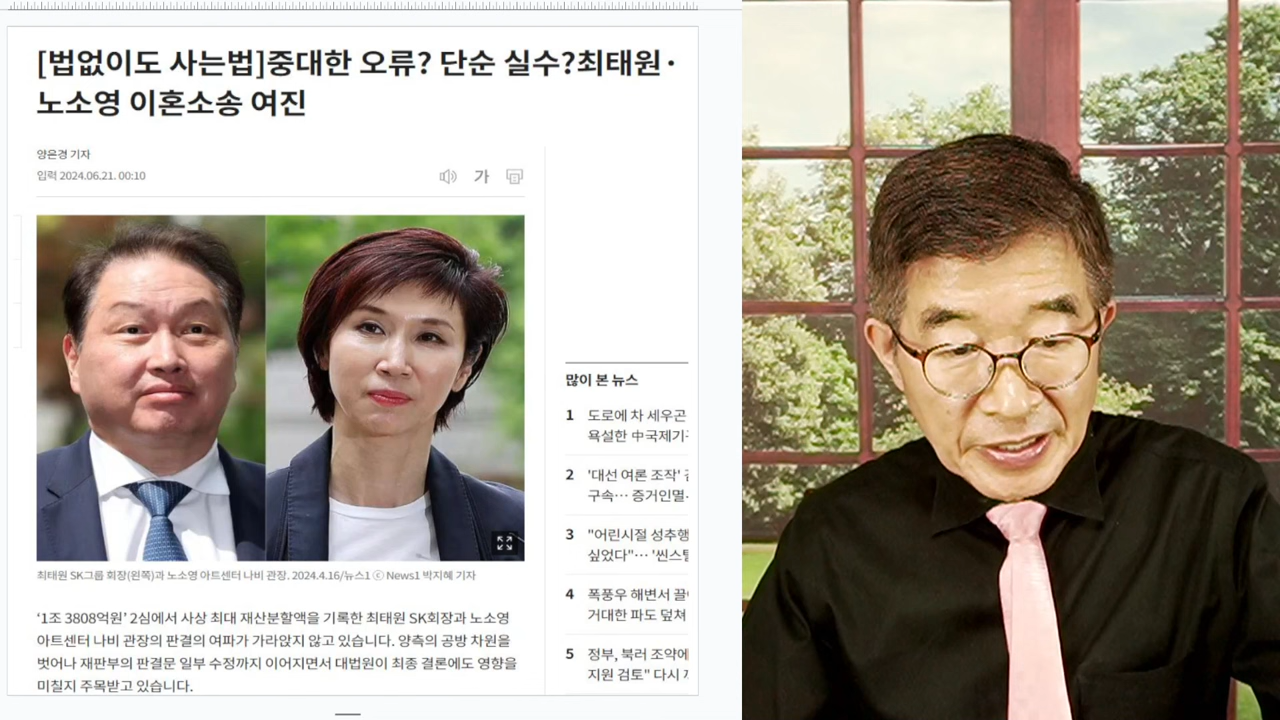 [법없이도 사는법]중대한 오류? 단순 실수?최태원·
노소영 이혼소송 여진
양은경 기자
입력 2024.06.21. 00:10
가
최태원 SK그룹 회장(왼쪽)과 노소영 아트센터 나비 관장. 2024.4.16/뉴스1 ⓒ News1 박지혜 기자
‘1조 3808억원’ 2심에서 사상 최대 재산분할액을 기록한 최태원 SK회장과 노소영
아트센터 나비 관장의 판결의 여파가 가라앉지 않고 있습니다. 양측의 공방 차원을
벗어나 재판부의 판결문 일부 수정까지 이어지면서 대법원이 최종 결론에도 영향을
미칠지 주목받고 있습니다.
많이 본 뉴스
1 도로에 차 세우곤
욕설한 中국제기
2 '대선 여론 조작'
구속… 증거인멸
3 "어린시절 성추행
싶었다"… '씬스틸
4 폭풍우 해변서
거대한 파도 덮쳐
5 정부, 북러 조약에
지원 검토" 다시